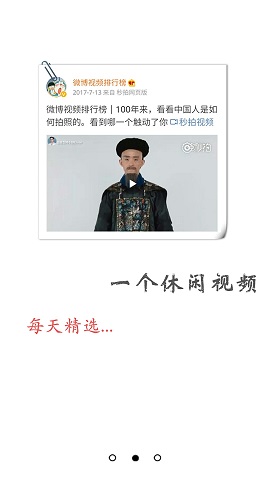 微博视频排行榜
2017-7-13 来自 秒拍网页版
微博视频排行榜|100年来，看看中国人是如
何拍照的。看到哪一个触动了你 秒拍视频
秒拍
一个休闲视频
每天精选...